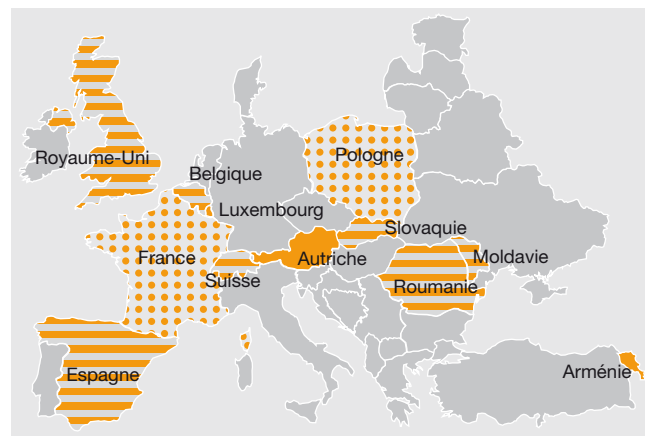 Royaume-Uni
Pologne
Belgique
Luxembourg
Slovaquie
France
Autriche
Moldavie
Suisse
Roumanie
Espagne
Arménie